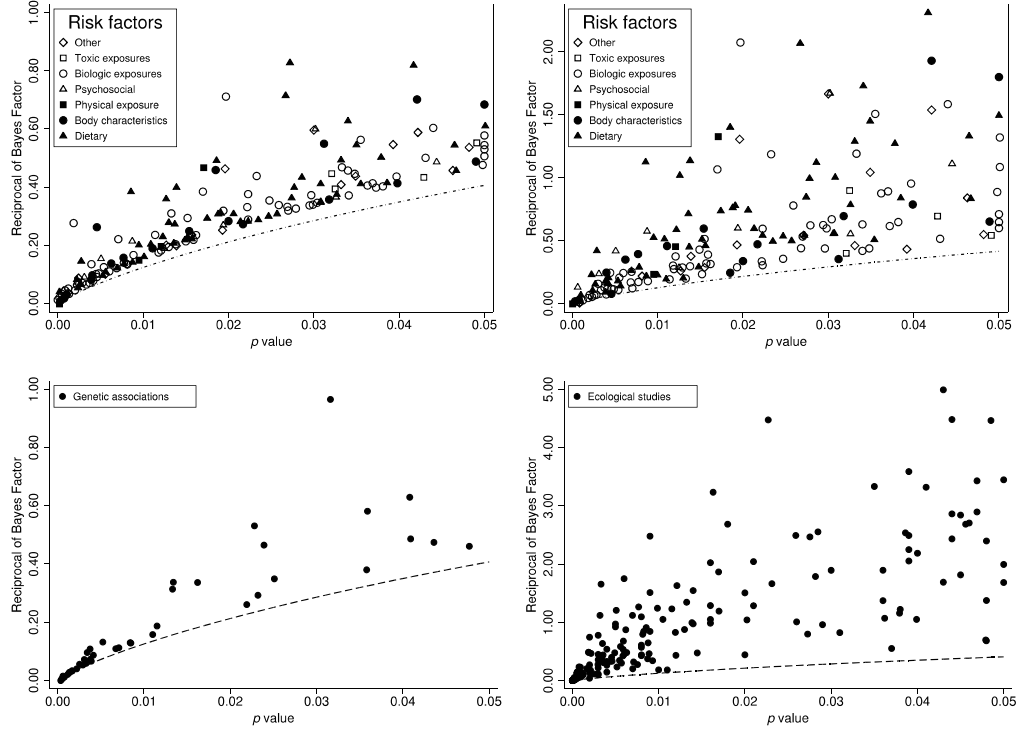 Risk factors
Other
Toxic exposures
Biologic exposures
Psychosocial
Physical exposure
Body characteristics
Dietary
Reciprocal of Bayes Factor
1.00
0.80
0.60
0.40
0.20
0.00
0.00 0.01 0.02 0.03 0.04 0.05
p value
Risk factors
Other
Toxic exposures
Biologic exposures
Psychosocial
Physical exposure
Body characteristics
Dietary
Reciprocal of Bayes Factor
2.00
1.50
1.00
0.50
0.00
0.00 0.01 0.02 0.03 0.04 0.05
p value
Genetic associations
Reciprocal of Bayes Factor
1.00
0.80
0.60
0.40
0.20
0.00
0.00 0.01 0.02 0.03 0.04 0.05
p value
Ecological studies
Reciprocal of Bayes Factor
5.00
4.00
3.00
2.00
1.00
0.00
0.00 0.01 0.02 0.03 0.04 0.05
p value